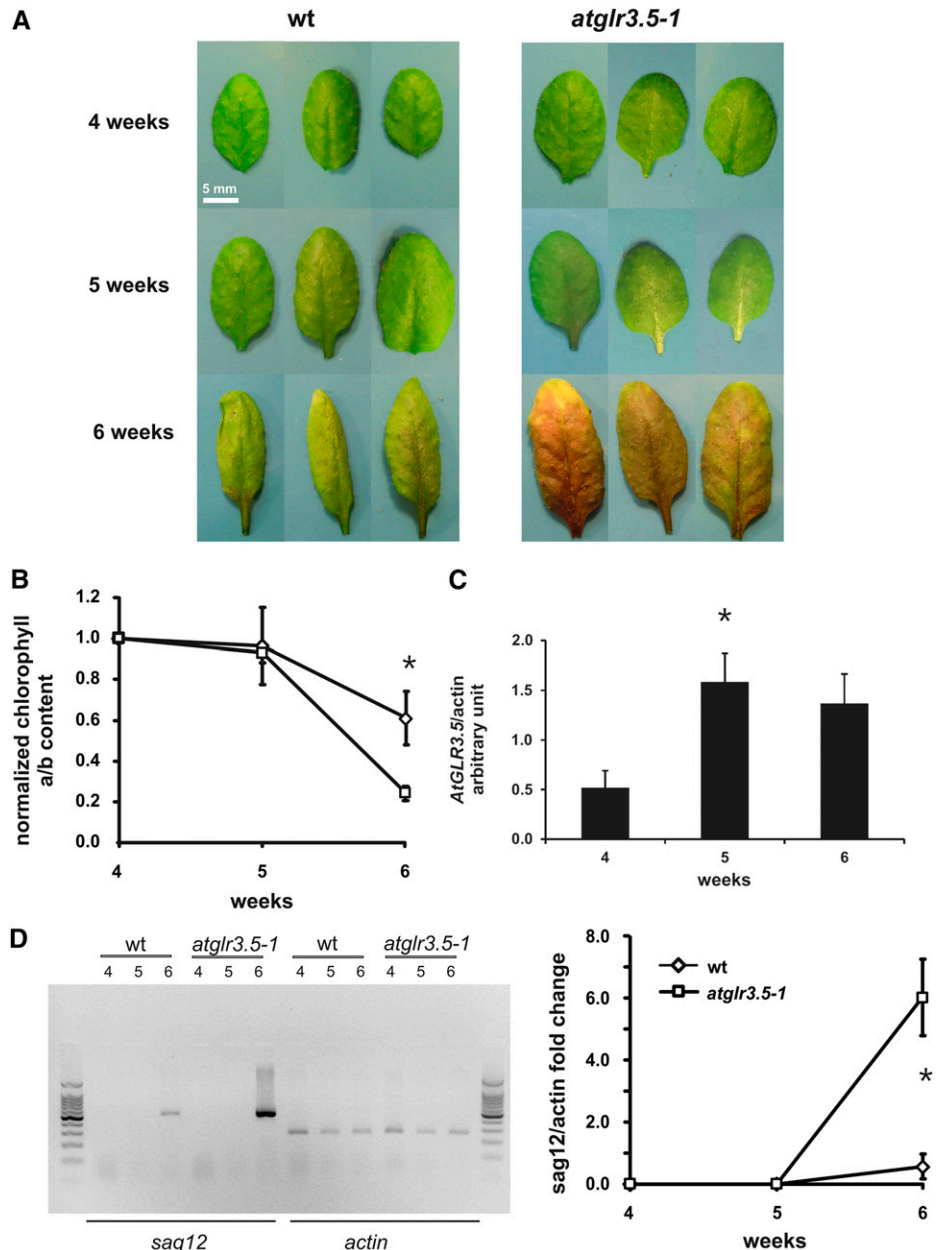 A
wt
atglr3.5-1
4 weeks
5 mm
5 weeks
6 weeks
B
normalized chlorophyll
a/b content
1.2
1.0
0.8
0.6
0.4
0.2
0.0
*
4
5
6
weeks
C
AtGLR3.5/actin
arbitrary unit
2.0
1.5
1.0
0.5
0.0
*
4
5
6
weeks
D
wt
atglr3.5-1
wt
atglr3.5-1
4 5 6 4 5 6 4 5 6 4 5 6
sag12
actin
sag12/actin fold change
8.0
6.0
4.0
2.0
0.0
wt
atglr3.5-1
*
4
5
6
weeks